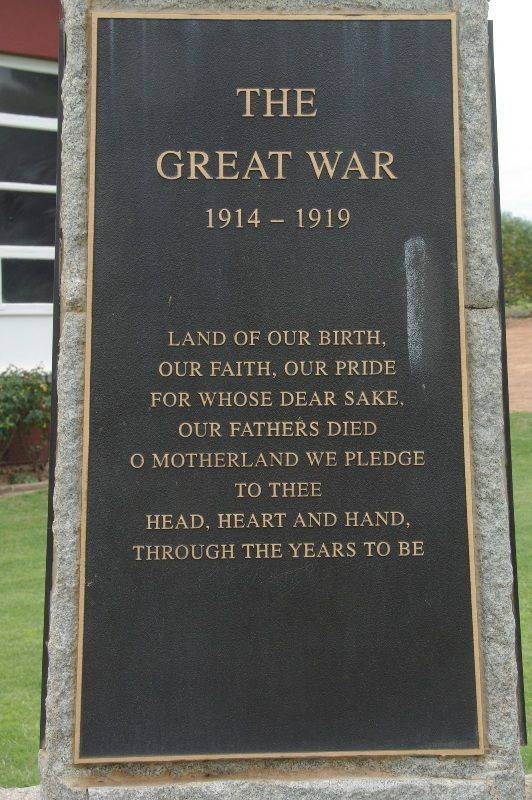 THE
GREAT WAR
1914 – 1919
LAND OF OUR BIRTH,
OUR FAITH, OUR PRIDE
FOR WHOSE DEAR SAKE,
OUR FATHERS DIED
O MOTHERLAND WE PLEDGE
TO THEE
HEAD, HEART AND HAND,
THROUGH THE YEARS TO BE